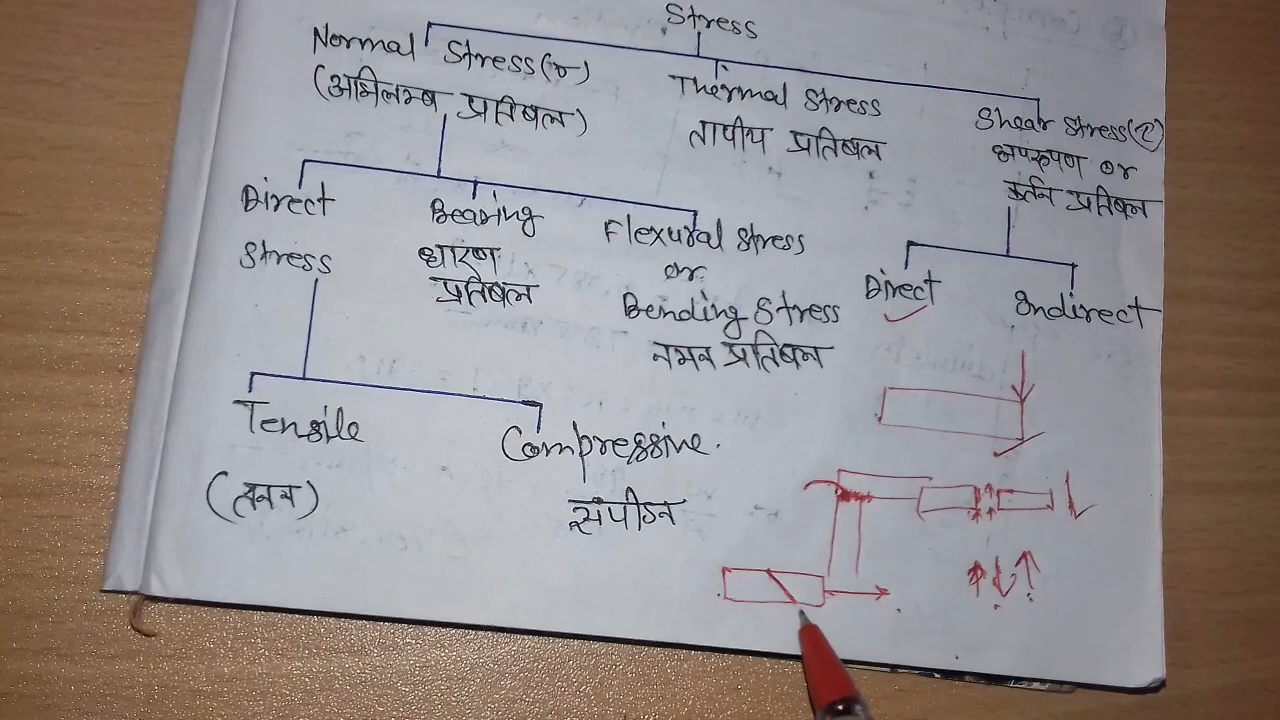 Stress
Normal Stress(σ)
(अभिलम्ब प्रतिबल)
Thermal Stress
तापीय प्रतिबल
Shear Stress(τ)
अपरूपण or
कर्तन प्रतिबल
Direct
Stress
Bearing
धारण
प्रतिबल
Flexural Stress
or
Bending Stress
नमन प्रतिबल
Direct
Indirect
Tensile
(तनन)
Compressive.
संपीडन